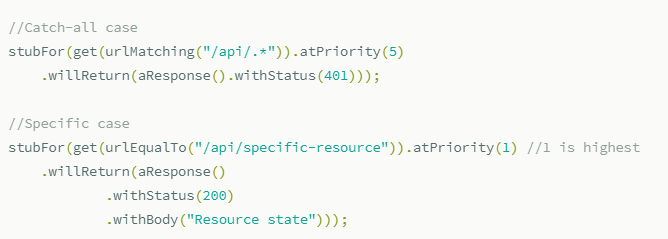 //Catch-all case
stubFor(get(urlMatching("/api/.*")).atPriority(5)
    .willReturn(aResponse().withStatus(401)));

//Specific case
stubFor(get(urlEqualTo("/api/specific-resource")).atPriority(1) //1 is highest
    .willReturn(aResponse()
            .withStatus(200)
            .withBody("Resource state")));